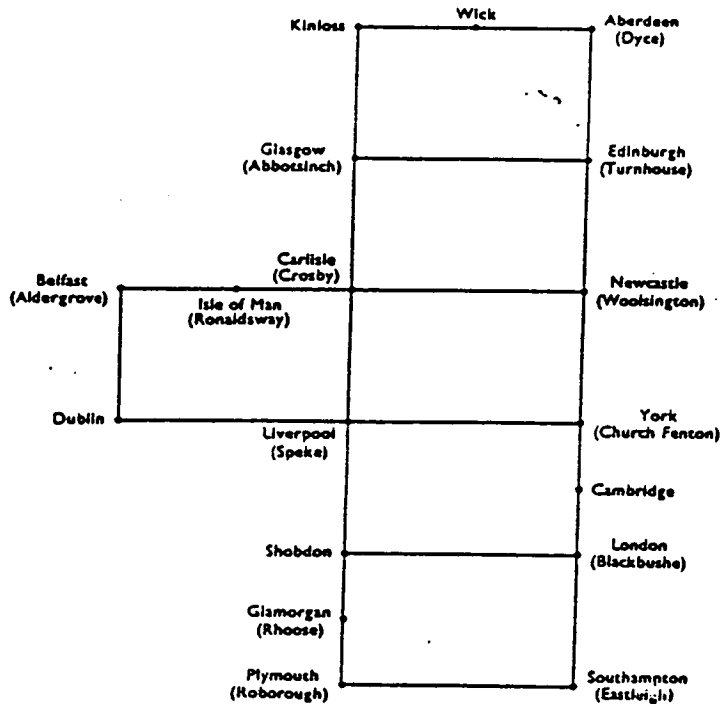 Wick
Kinloss
Aberdeen
(Dyce)
Glasgow
(Abbotsinch)
Edinburgh
(Turnhouse)
Carlisle
(Crosby)
Belfast
(Aldergrove)
Isle of Man
(Ronaldsway)
Newcastle
(Woolsington)
Dublin
Liverpool
(Speke)
York
(Church Fenton)
Cambridge
Shobdon
London
(Blackbushe)
Glamorgan
(Rhoose)
Plymouth
(Roborough)
Southampton
(Eastleigh)